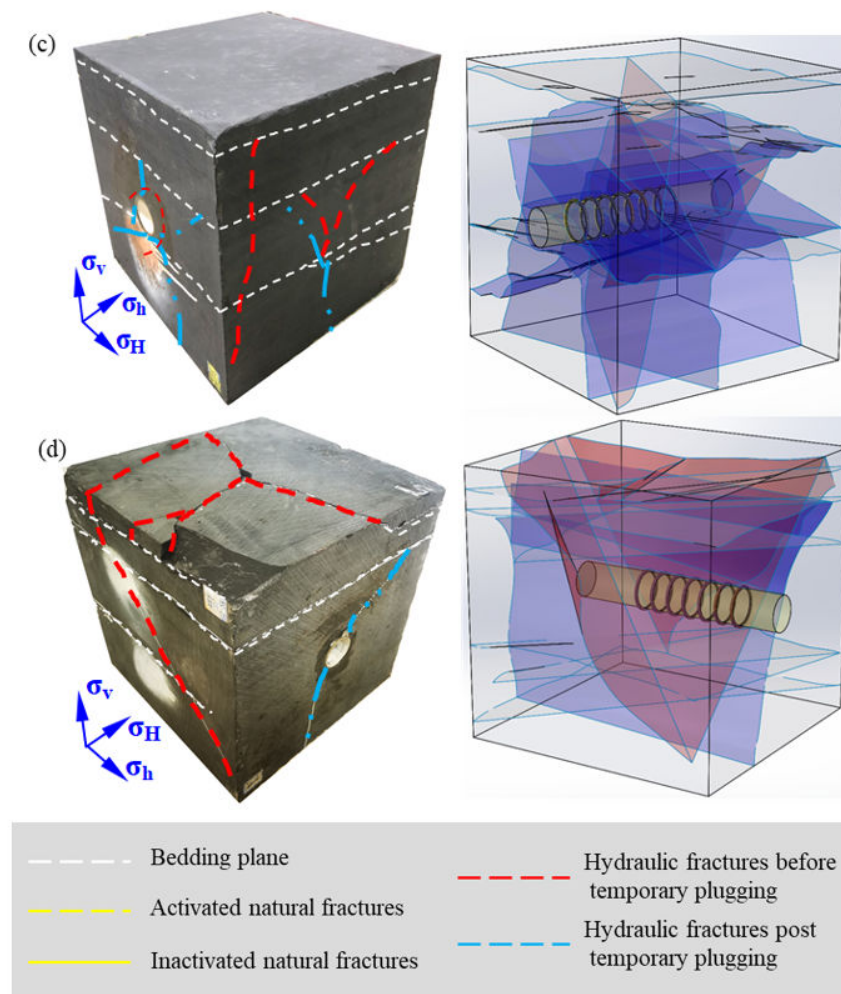 (c)
σv
σh
σH
(d)
σv
σH
σh
Bedding plane
Activated natural fractures
Inactivated natural fractures
Hydraulic fractures before
temporary plugging
Hydraulic fractures post
temporary plugging